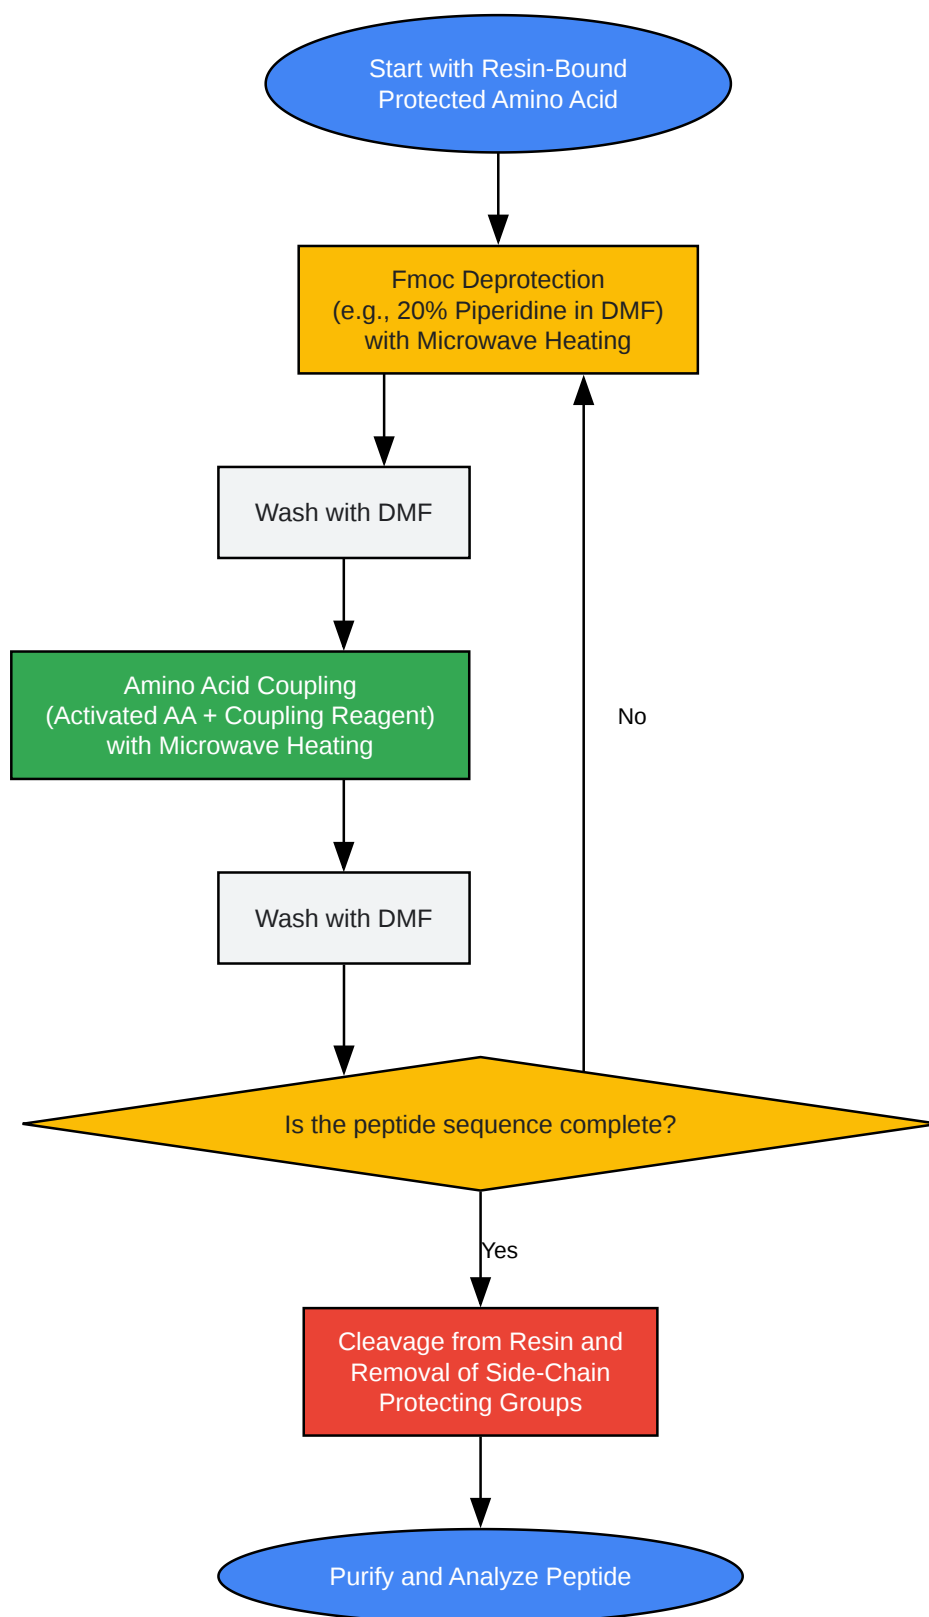 Start with Resin-Bound
Protected Amino Acid
Fmoc Deprotection
(e.g., 20% Piperidine in DMF)
with Microwave Heating
Wash with DMF
Amino Acid Coupling
(Activated AA + Coupling Reagent)
with Microwave Heating
No
Wash with DMF
Is the peptide sequence complete?
Yes
Cleavage from Resin and
Removal of Side-Chain
Protecting Groups
Purify and Analyze Peptide